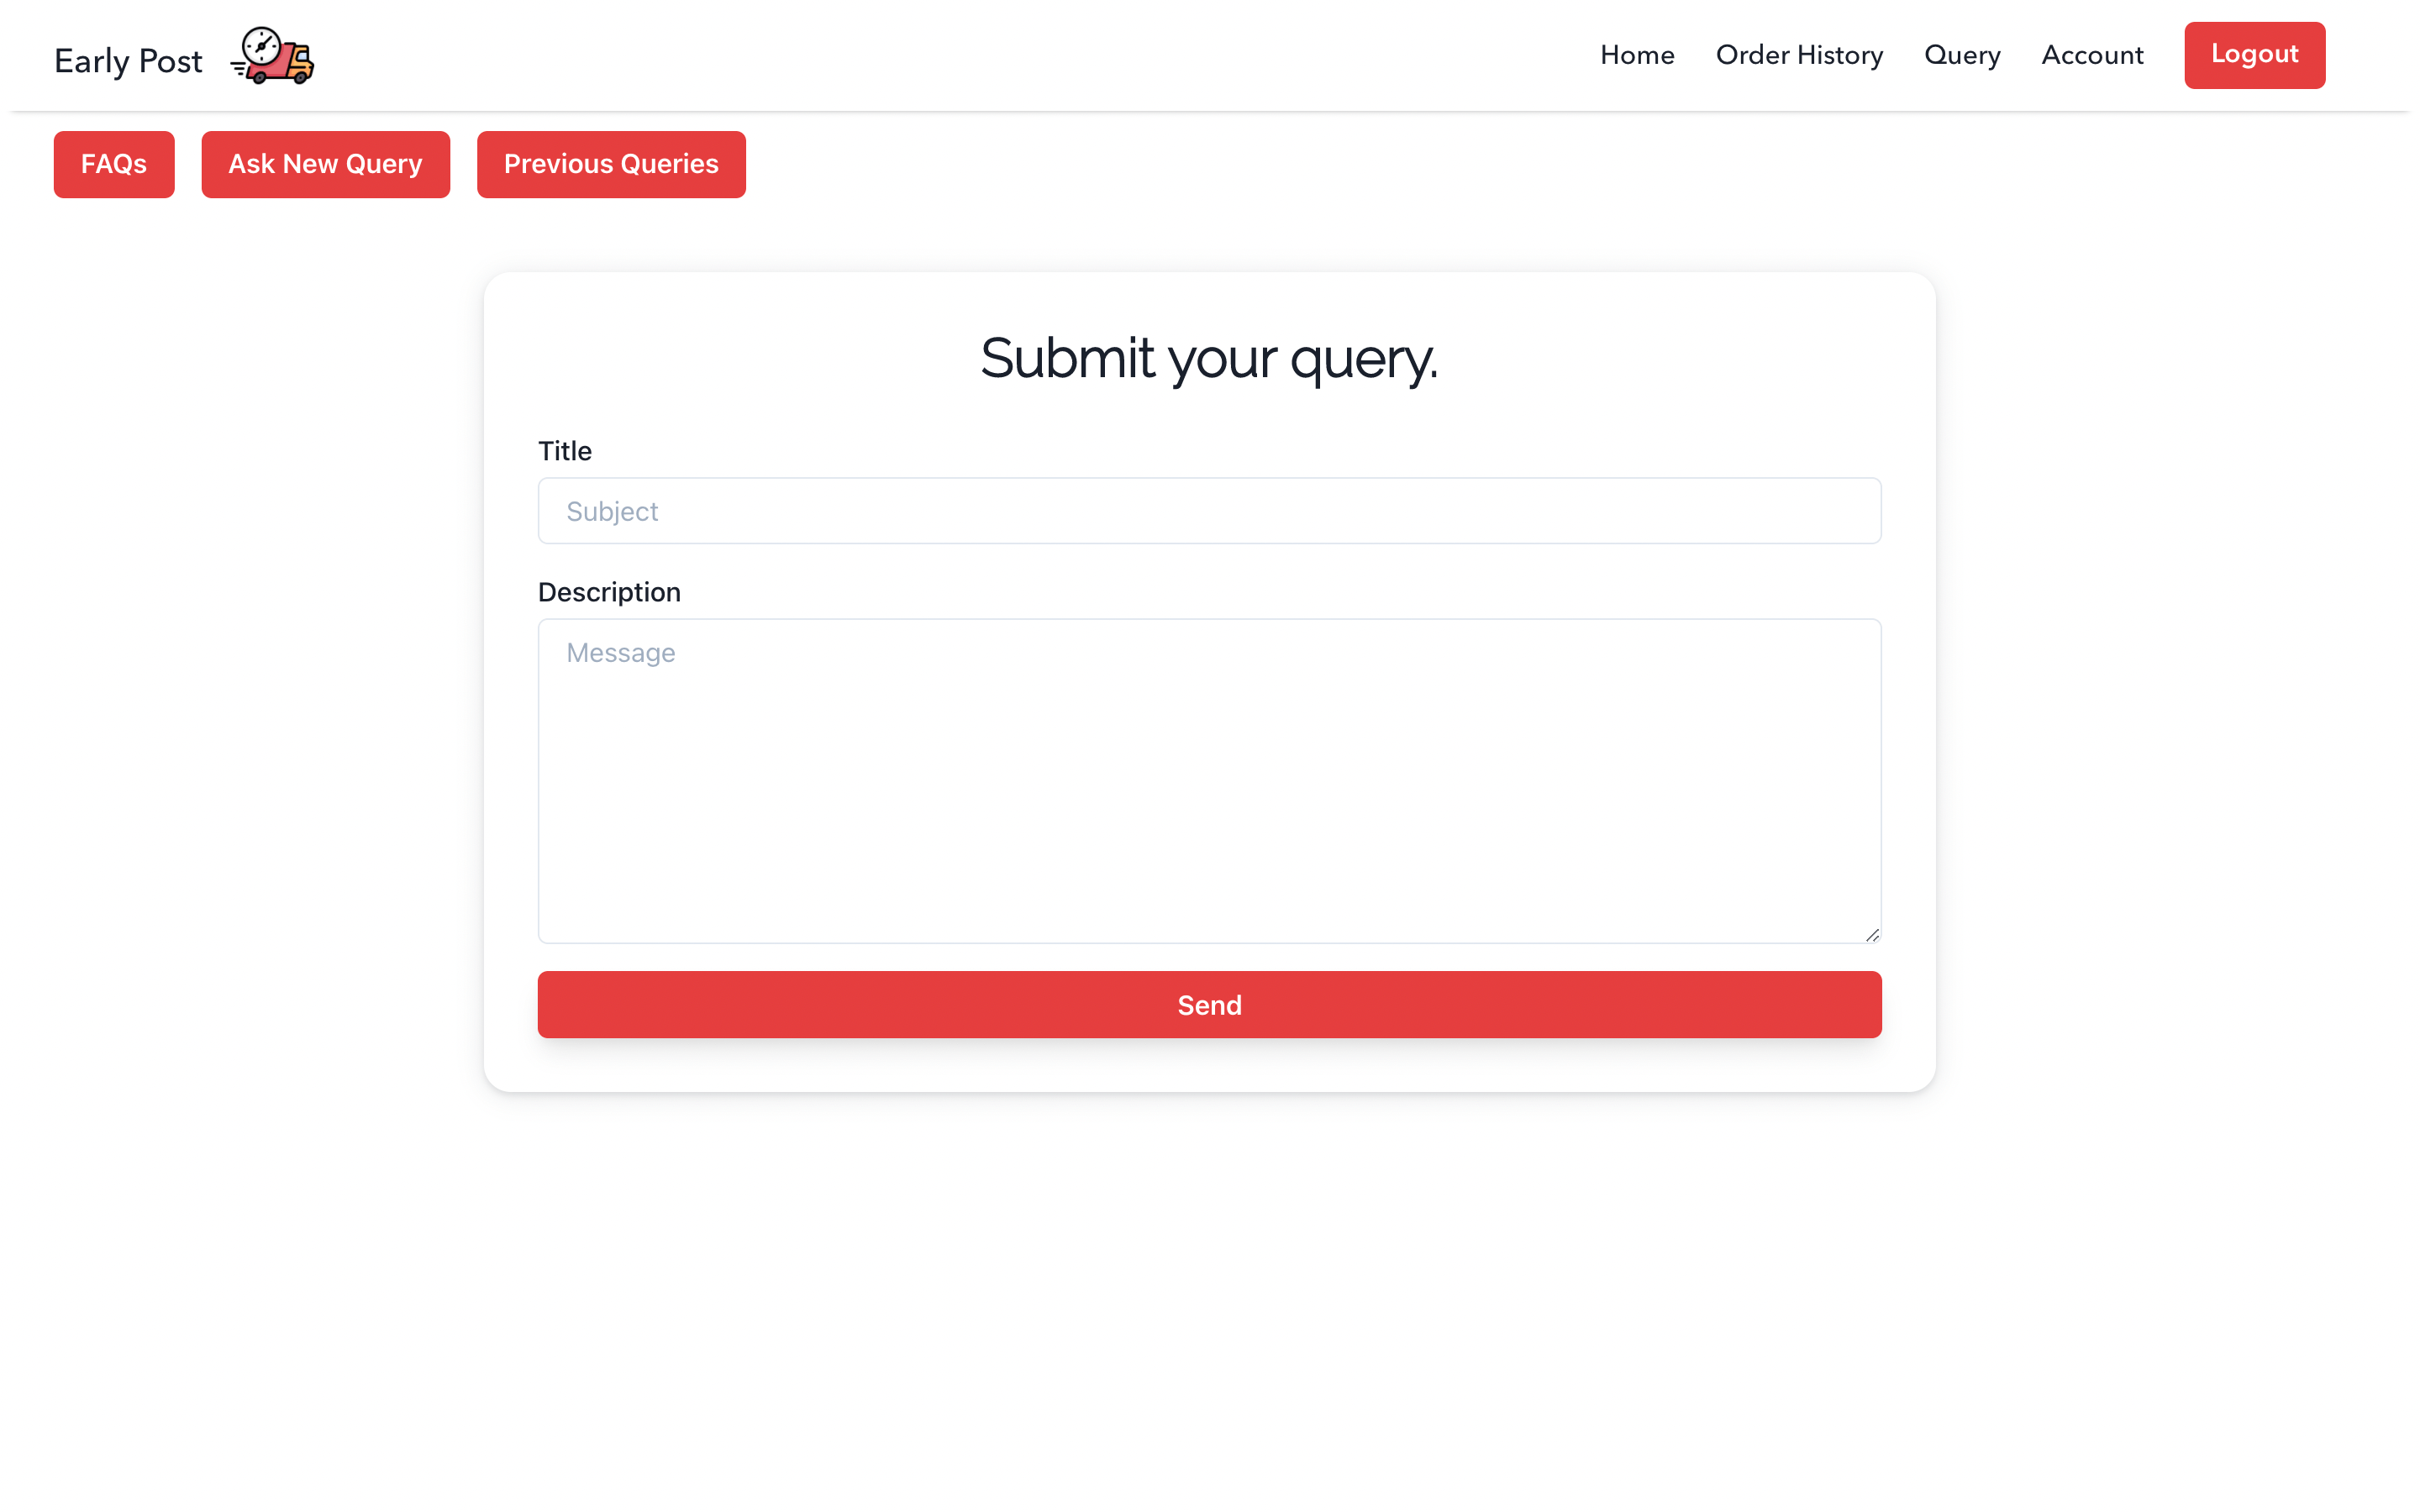 Early Post
Home Order History Query Account Logout
FAQs Ask New Query Previous Queries
Submit your query.
Title
Subject
Description
Message
Send